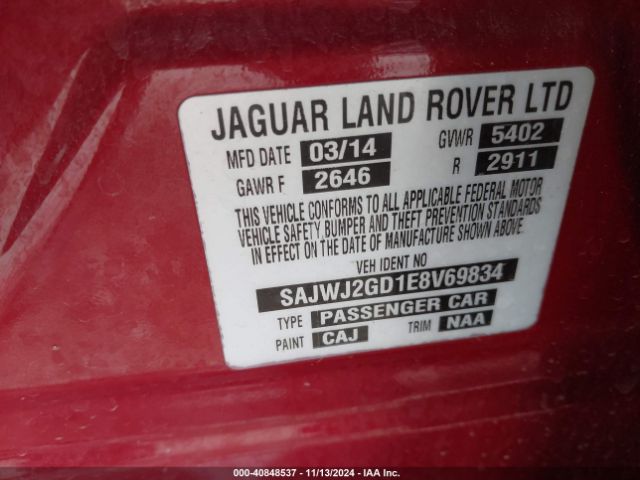 JAGUAR LAND ROVER LTD
MFD DATE 03/14 GVWR 5402
GAWR F 2646 R 2911
THIS VEHICLE CONFORMS TO ALL APPLICABLE FEDERAL MOTOR
VEHICLE SAFETY, BUMPER AND THEFT PREVENTION STANDARDS
IN EFFECT ON THE DATE OF MANUFACTURE SHOWN ABOVE.
VEH IDENT NO
SAJWJ2GD1E8V69834
TYPE PASSENGER CAR
PAINT CAJ TRIM NAA
000-40848537 - 11/13/2024 - IAA Inc.